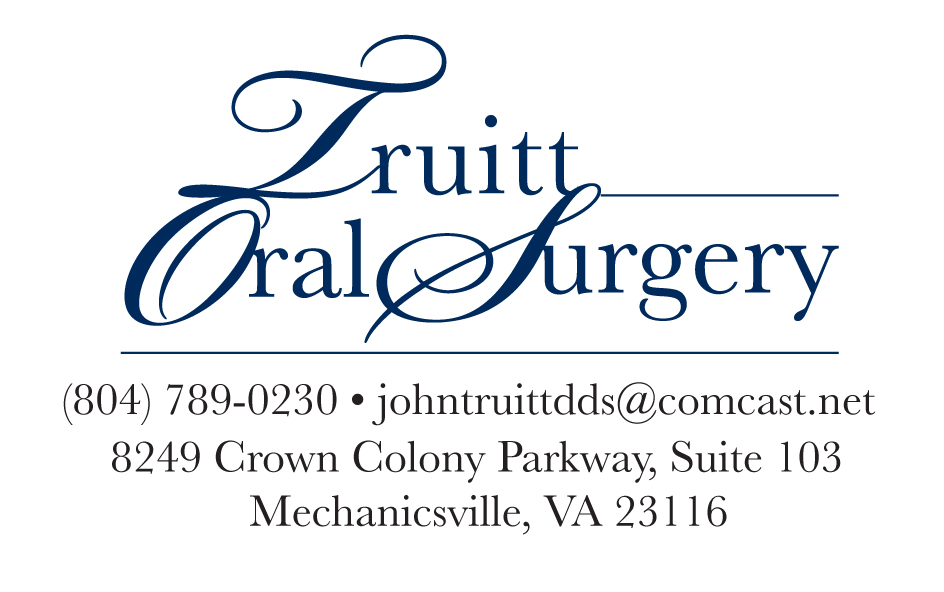 Truitt
Oral Surgery
(804) 789-0230 • johntruittdds@comcast.net
8249 Crown Colony Parkway, Suite 103
Mechanicsville, VA 23116